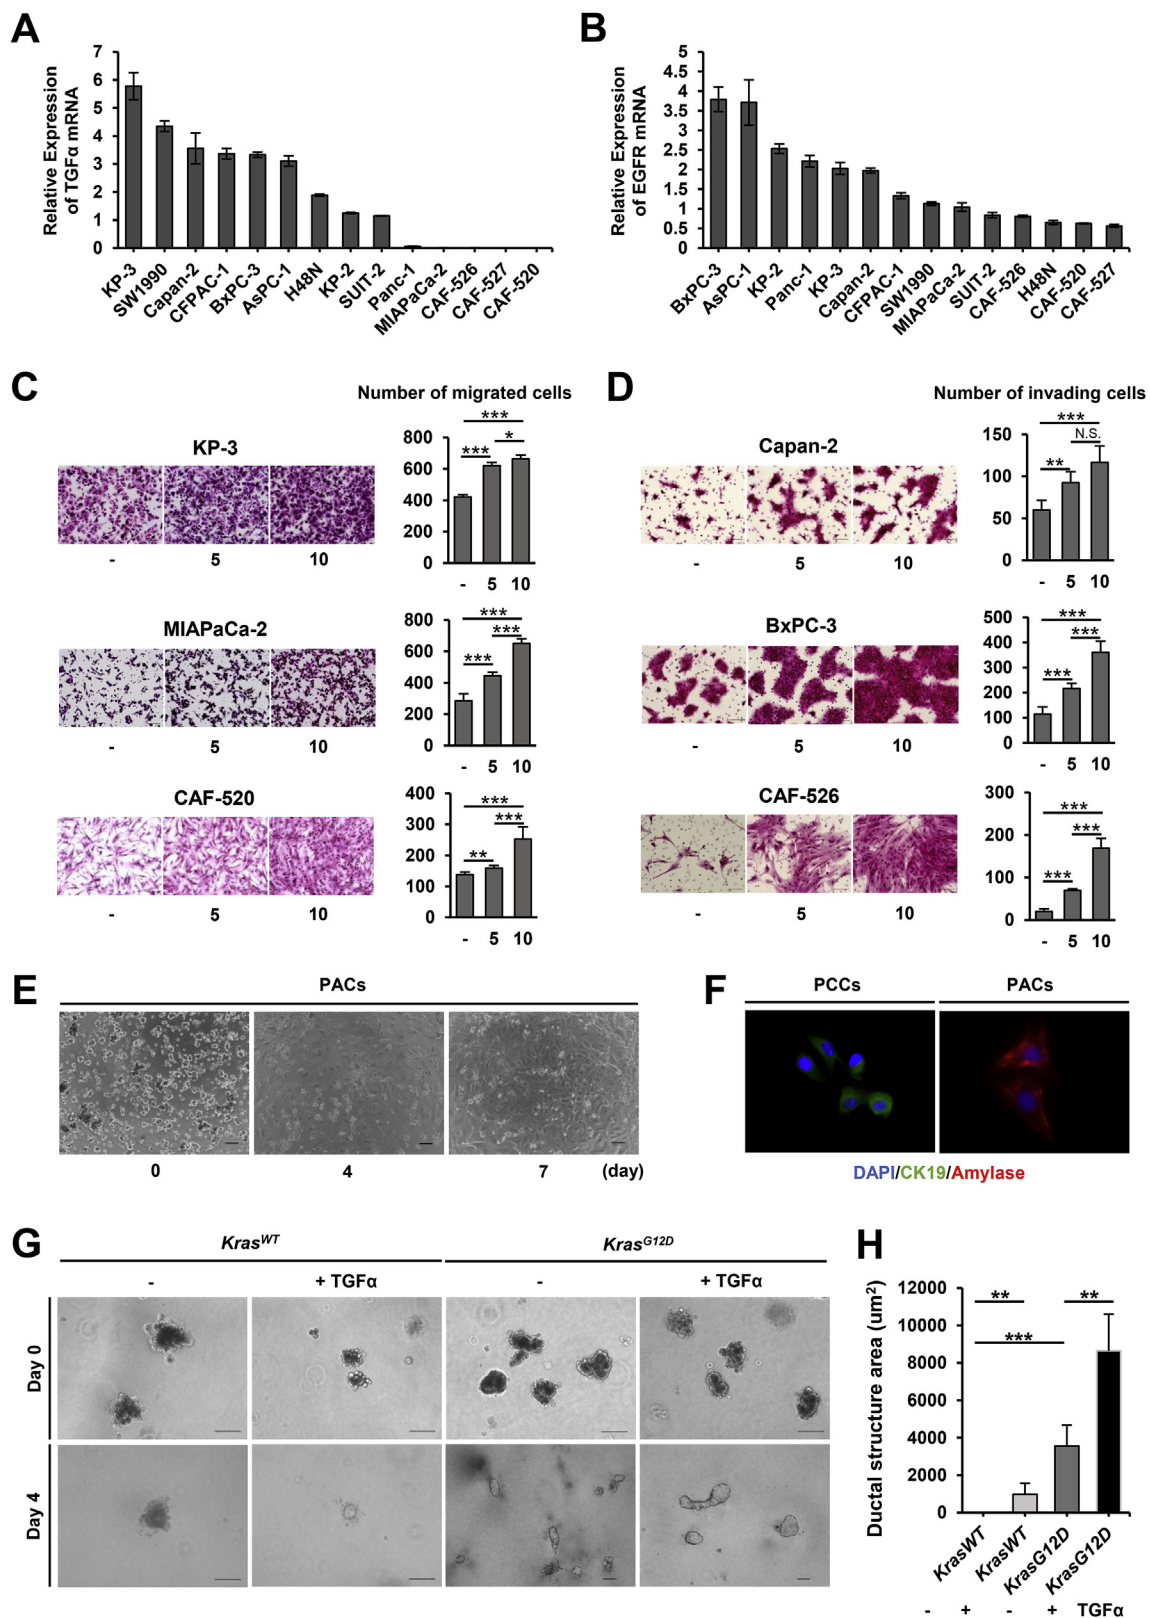 A
Relative Expression
of TGFα mRNA
7
6
5
4
3
2
1
0
KP-3
SW1990
Capan-2
CFPAC-1
BxPC-3
AsPC-1
H48N
KP-2
SUIT-2
Panc-1
MIAPaCa-2
CAF-526
CAF-527
CAF-520
B
Relative Expression
of EGFR mRNA
5
4.5
4
3.5
3
2.5
2
1.5
1
0.5
0
BxPC-3
AsPC-1
KP-2
Panc-1
KP-3
Capan-2
CFPAC-1
SW1990
MIAPaCa-2
SUIT-2
CAF-526
H48N
CAF-520
CAF-527
C
Number of migrated cells
KP-3
- 5 10
***
*** *
800
600
400
200
0
- 5 10
MIAPaCa-2
- 5 10
***
***
***
800
600
400
200
0
- 5 10
CAF-520
- 5 10
***
***
**
400
300
200
100
0
- 5 10
D
Number of invading cells
Capan-2
- 5 10
***
N.S.
**
150
100
50
0
- 5 10
BxPC-3
- 5 10
***
***
***
500
400
300
200
100
0
- 5 10
CAF-526
- 5 10
***
***
***
300
200
100
0
- 5 10
E
PACs
0 4 7 (day)
F
PCCs PACs
DAPI/CK19/Amylase
G
KrasWT KrasG12D
- + TGFα - + TGFα
Day 0
Day 4
H
Ductal structure area (um²)
12000
10000
8000
6000
4000
2000
0
** **
***
KrasWT
KrasWT
KrasG12D
KrasG12D
- + - + TGFα